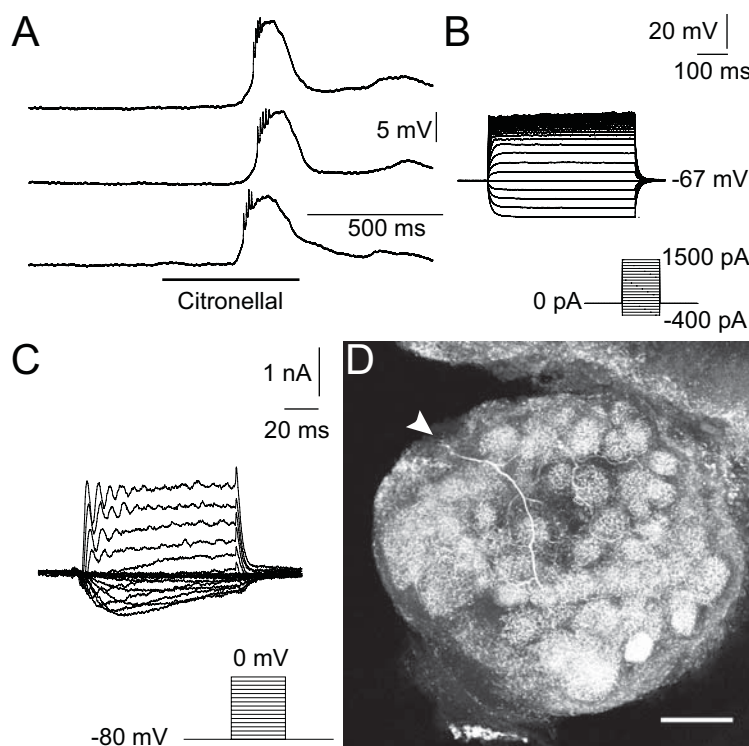 A
5 mV
500 ms
Citronellal
B
20 mV
100 ms
-67 mV
1500 pA
0 pA
-400 pA
C
1 nA
20 ms
0 mV
-80 mV
D